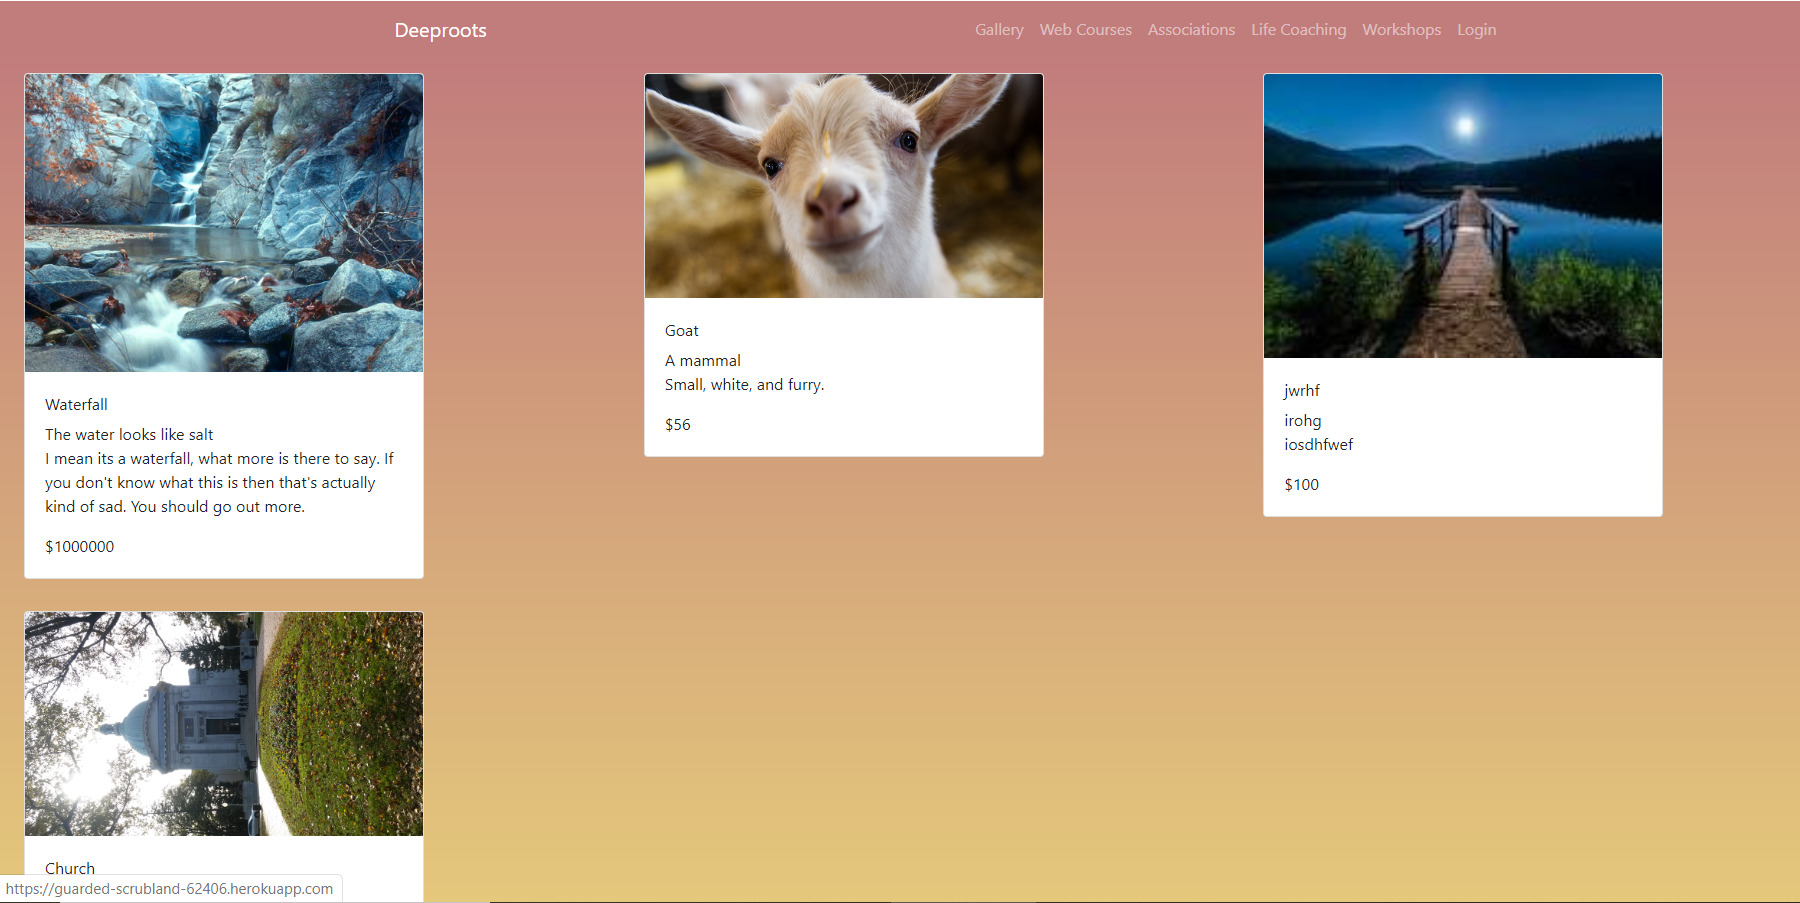 Deeproots
Gallery Web Courses Associations Life Coaching Workshops Login
Waterfall
The water looks like salt
I mean its a waterfall, what more is there to say. If
you don't know what this is then that's actually
kind of sad. You should go out more.
$1000000
Goat
A mammal
Small, white, and furry.
$56
jwrhf
irohg
iosdhfwef
$100
Church
https://guarded-scrubland-62406.herokuapp.com